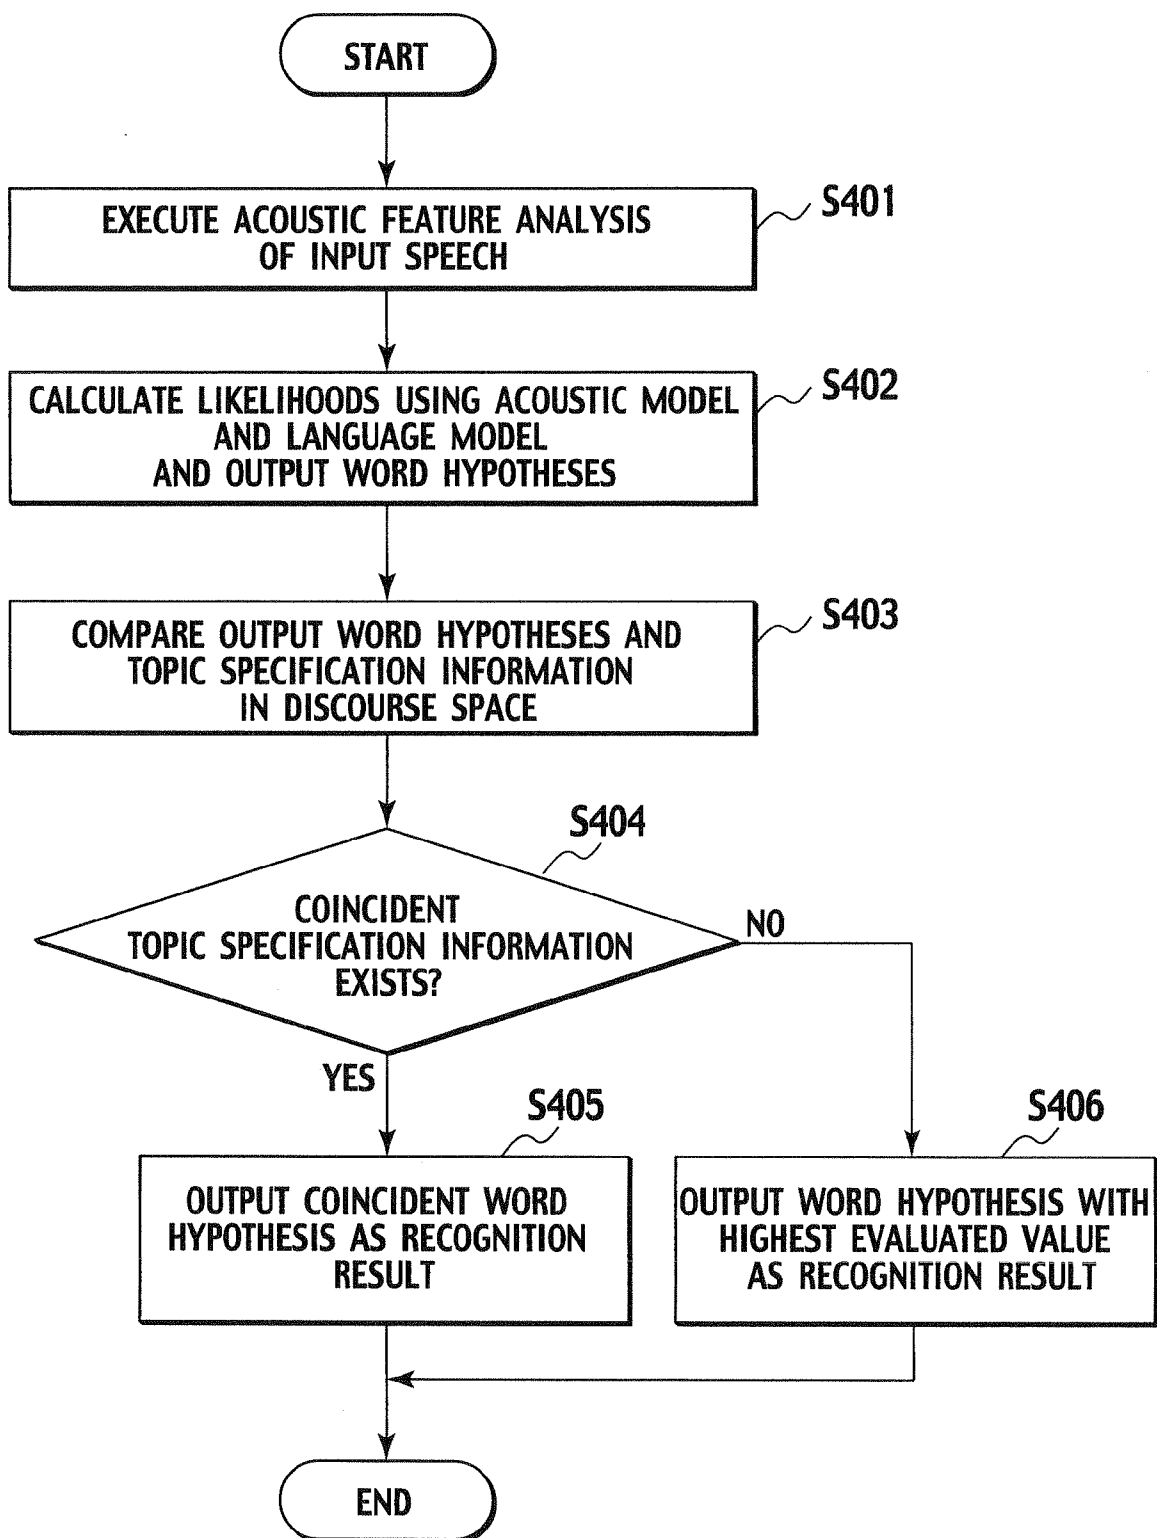 START
S401
EXECUTE ACOUSTIC FEATURE ANALYSIS
OF INPUT SPEECH
S402
CALCULATE LIKELIHOODS USING ACOUSTIC MODEL
AND LANGUAGE MODEL
AND OUTPUT WORD HYPOTHESES
S403
COMPARE OUTPUT WORD HYPOTHESES AND
TOPIC SPECIFICATION INFORMATION
IN DISCOURSE SPACE
S404
COINCIDENT
TOPIC SPECIFICATION INFORMATION
EXISTS?
NO
YES
S405
OUTPUT COINCIDENT WORD
HYPOTHESIS AS RECOGNITION
RESULT
S406
OUTPUT WORD HYPOTHESIS WITH
HIGHEST EVALUATED VALUE
AS RECOGNITION RESULT
END